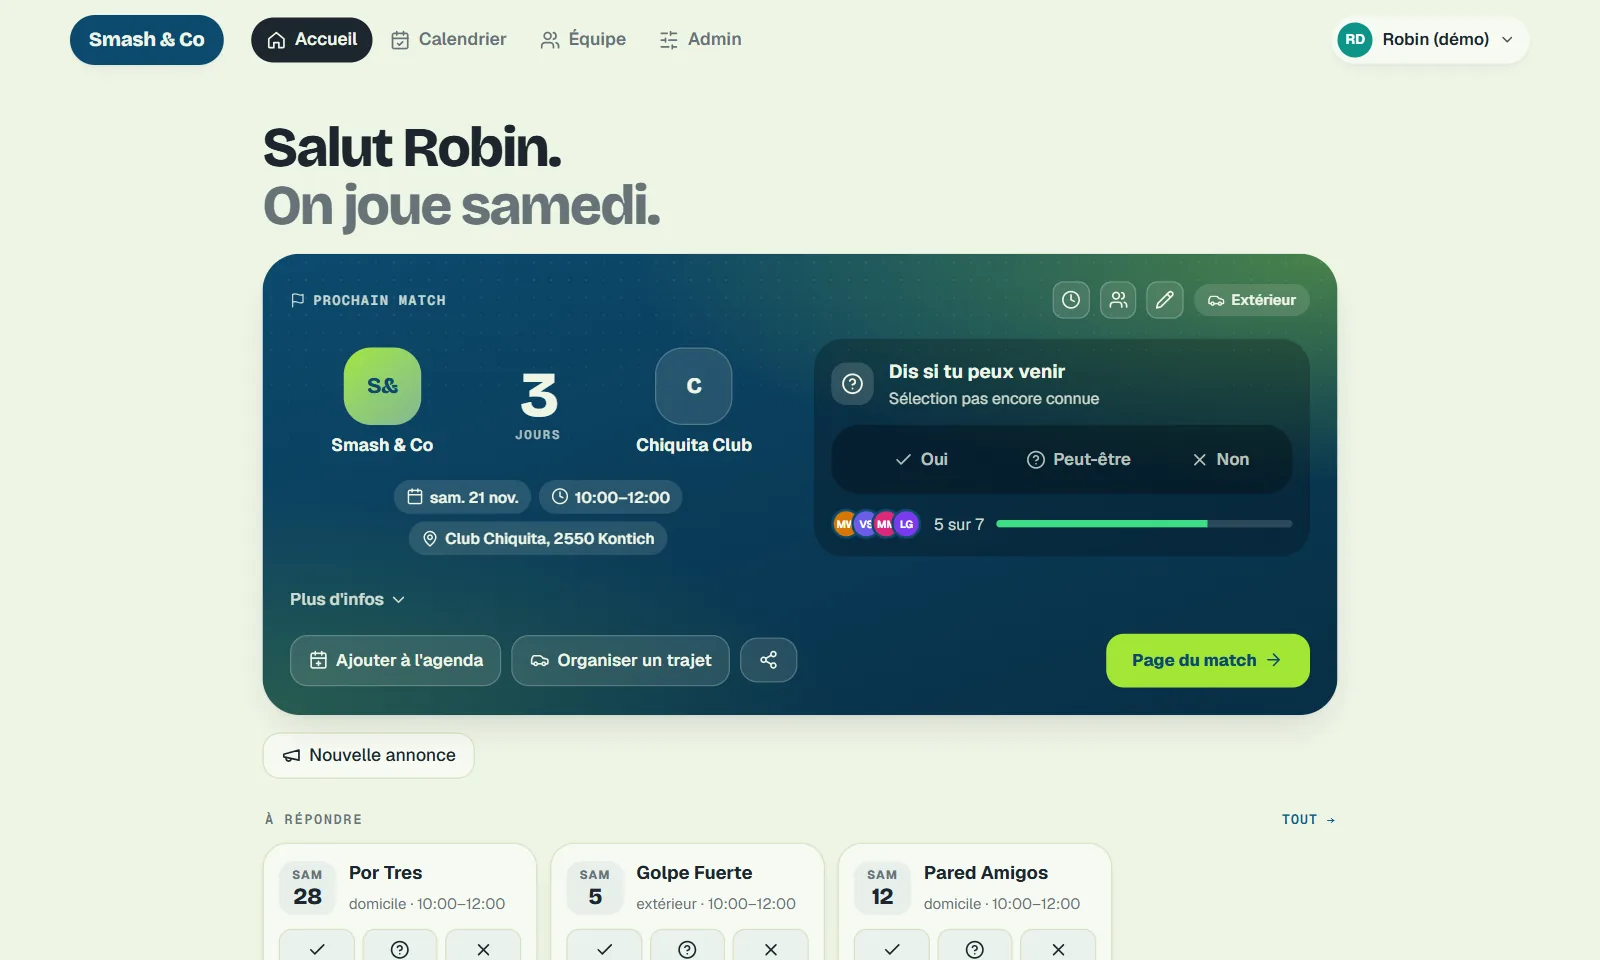 Smash & Co
Accueil
Calendrier
Équipe
Admin
RD
Robin (démo)
Salut Robin.
On joue samedi.
PROCHAIN MATCH
Extérieur
S&
Smash & Co
3
JOURS
C
Chiquita Club
sam. 21 nov.
10:00–12:00
Club Chiquita, 2550 Kontich
Dis si tu peux venir
Sélection pas encore connue
Oui
Peut-être
Non
LG
5 sur 7
Plus d'infos
Ajouter à l'agenda
Organiser un trajet
Page du match →
Nouvelle annonce
À RÉPONDRE
TOUT →
SAM
28
Por Tres
domicile · 10:00–12:00
SAM
5
Golpe Fuerte
extérieur · 10:00–12:00
SAM
12
Pared Amigos
domicile · 10:00–12:00